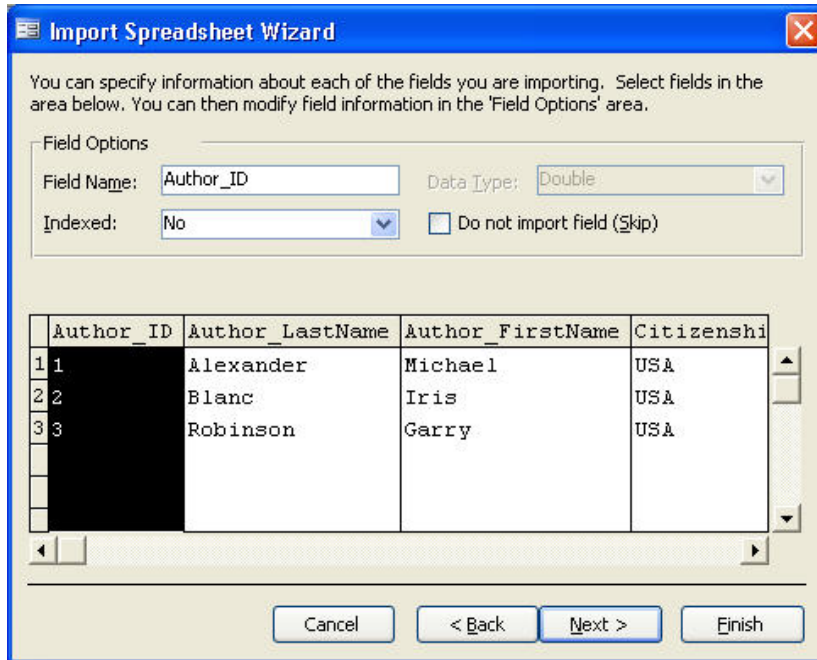 Import Spreadsheet Wizard
You can specify information about each of the fields you are importing. Select fields in the
area below. You can then modify field information in the 'Field Options' area.
Field Options
Field Name: Author_ID Data Type: Double
Indexed: No Do not import field (Skip)
Author_ID Author_LastName Author_FirstName Citizenshi
1 1 Alexander Michael USA
2 2 Blanc Iris USA
3 3 Robinson Garry USA
Cancel < Back Next > Finish